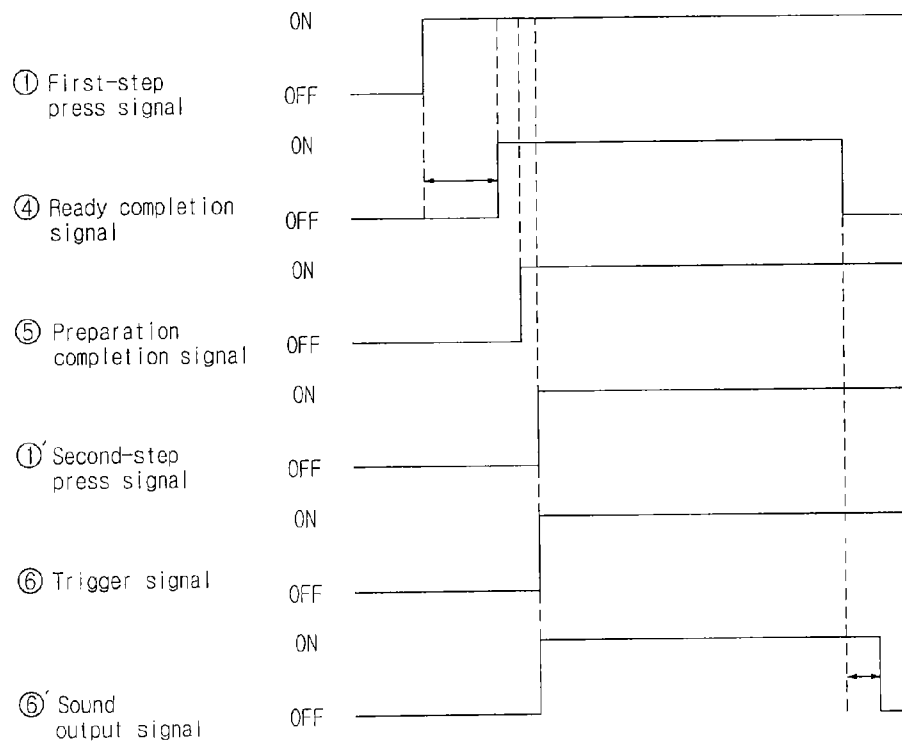 ON
① First-step
press signal
OFF
ON
④ Ready completion
signal
OFF
ON
⑤ Preparation
completion signal
OFF
ON
①′ Second-step
press signal
OFF
ON
⑥ Trigger signal
OFF
ON
⑥′ Sound
output signal
OFF